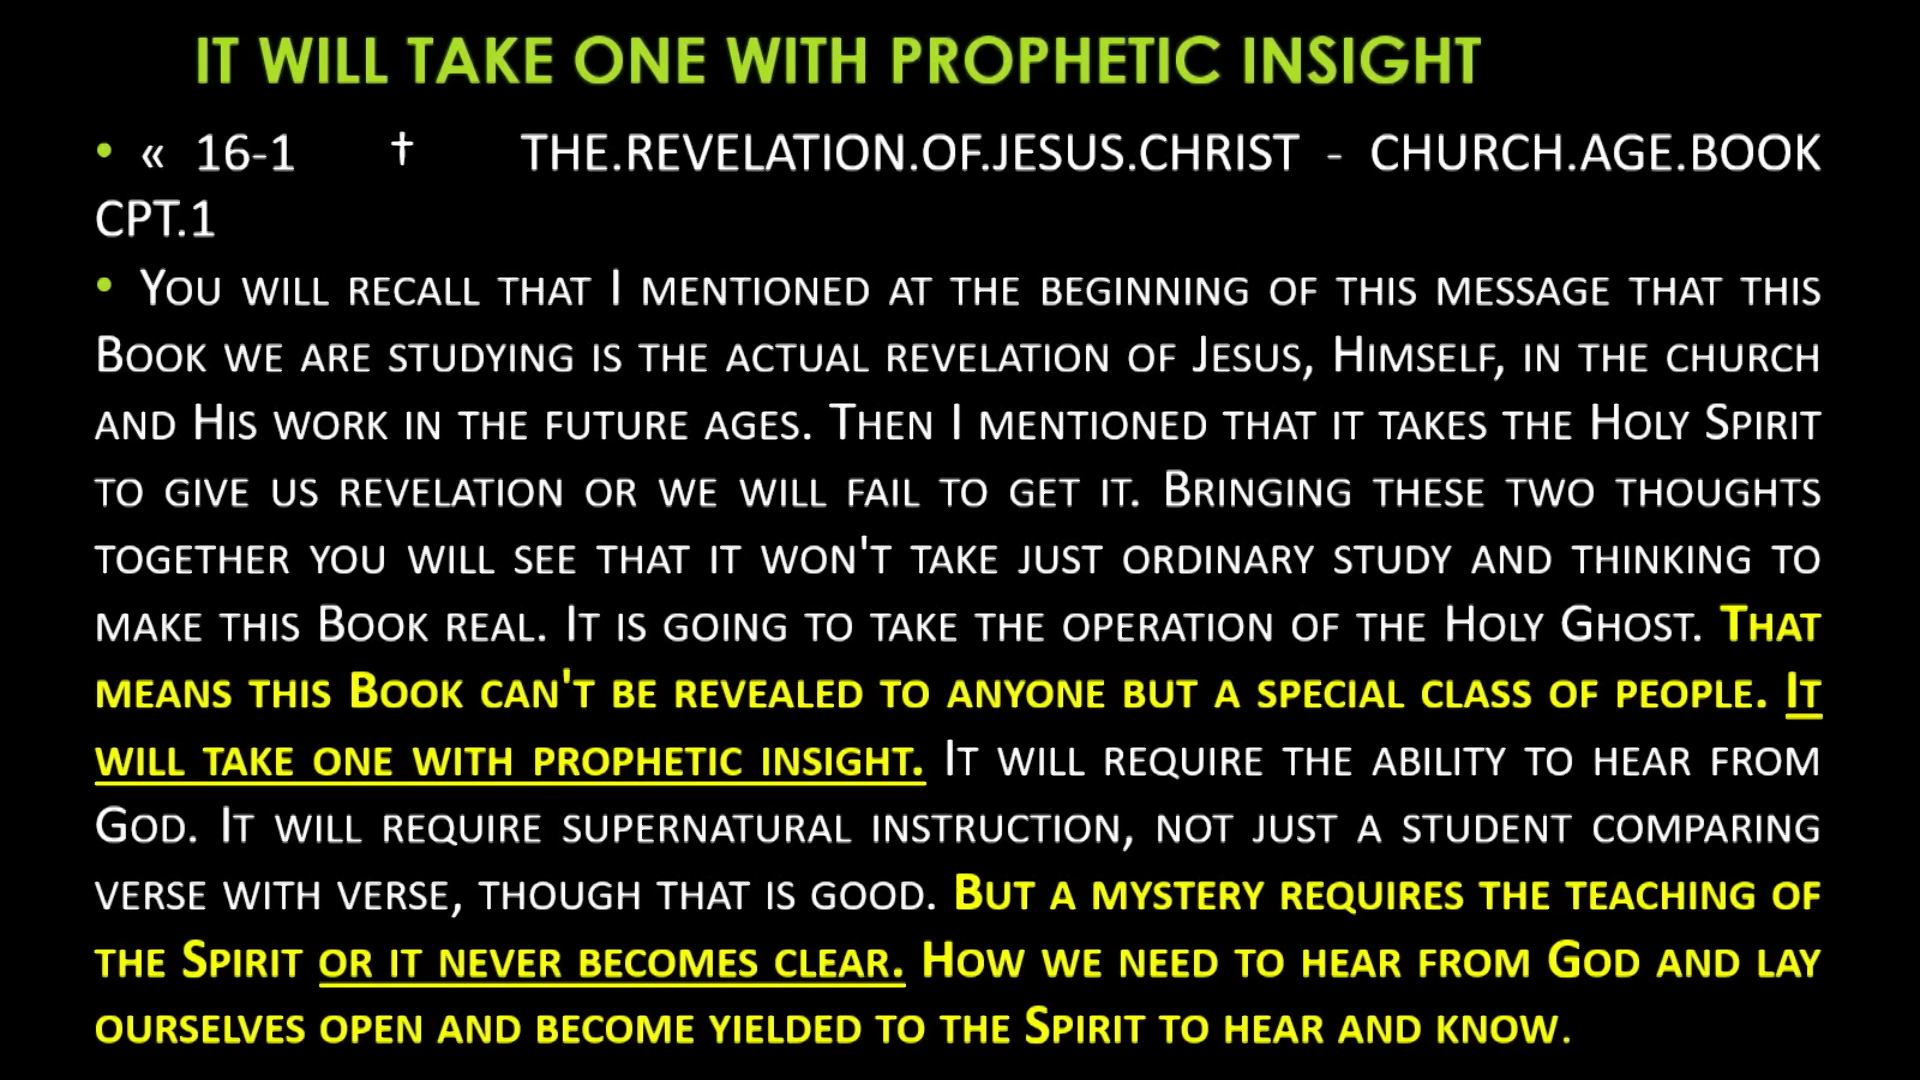 IT WILL TAKE ONE WITH PROPHETIC INSIGHT
• « 16-1 † THE.REVELATION.OF.JESUS.CHRIST - CHURCH.AGE.BOOK
CPT.1
• You will recall that I mentioned at the beginning of this message that this
Book we are studying is the actual revelation of Jesus, Himself, in the church
and His work in the future ages. Then I mentioned that it takes the Holy Spirit
to give us revelation or we will fail to get it. Bringing these two thoughts
together you will see that it won't take just ordinary study and thinking to
make this Book real. It is going to take the operation of the Holy Ghost. That
means this Book can't be revealed to anyone but a special class of people. It
will take one with prophetic insight. It will require the ability to hear from
God. It will require supernatural instruction, not just a student comparing
verse with verse, though that is good. But a mystery requires the teaching of
the Spirit or it never becomes clear. How we need to hear from God and lay
ourselves open and become yielded to the Spirit to hear and know.